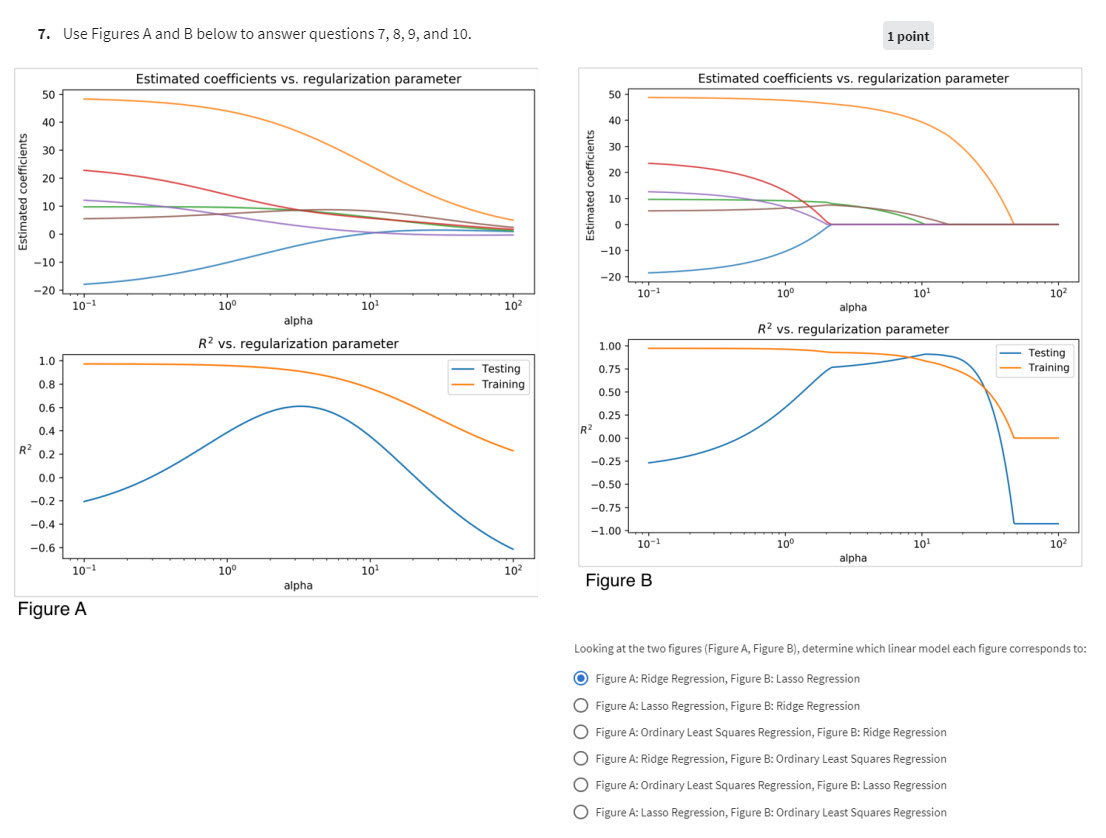 7. Use Figures A and B below to answer questions 7, 8, 9, and 10.
1 point
Estimated coefficients vs. regularization parameter
Estimated coefficients
50
40
30
20
10
0
−10
−20
10⁻¹ 10⁰ 10¹ 10²
alpha
R² vs. regularization parameter
R²
1.0
0.8
0.6
0.4
0.2
0.0
−0.2
−0.4
−0.6
Testing
Training
10⁻¹ 10⁰ 10¹ 10²
alpha
Figure A
Estimated coefficients vs. regularization parameter
Estimated coefficients
50
40
30
20
10
0
−10
−20
10⁻¹ 10⁰ 10¹ 10²
alpha
R² vs. regularization parameter
R²
1.00
0.75
0.50
0.25
0.00
−0.25
−0.50
−0.75
−1.00
Testing
Training
10⁻¹ 10⁰ 10¹ 10²
alpha
Figure B
Looking at the two figures (Figure A, Figure B), determine which linear model each figure corresponds to:
Figure A: Ridge Regression, Figure B: Lasso Regression
Figure A: Lasso Regression, Figure B: Ridge Regression
Figure A: Ordinary Least Squares Regression, Figure B: Ridge Regression
Figure A: Ridge Regression, Figure B: Ordinary Least Squares Regression
Figure A: Ordinary Least Squares Regression, Figure B: Lasso Regression
Figure A: Lasso Regression, Figure B: Ordinary Least Squares Regression